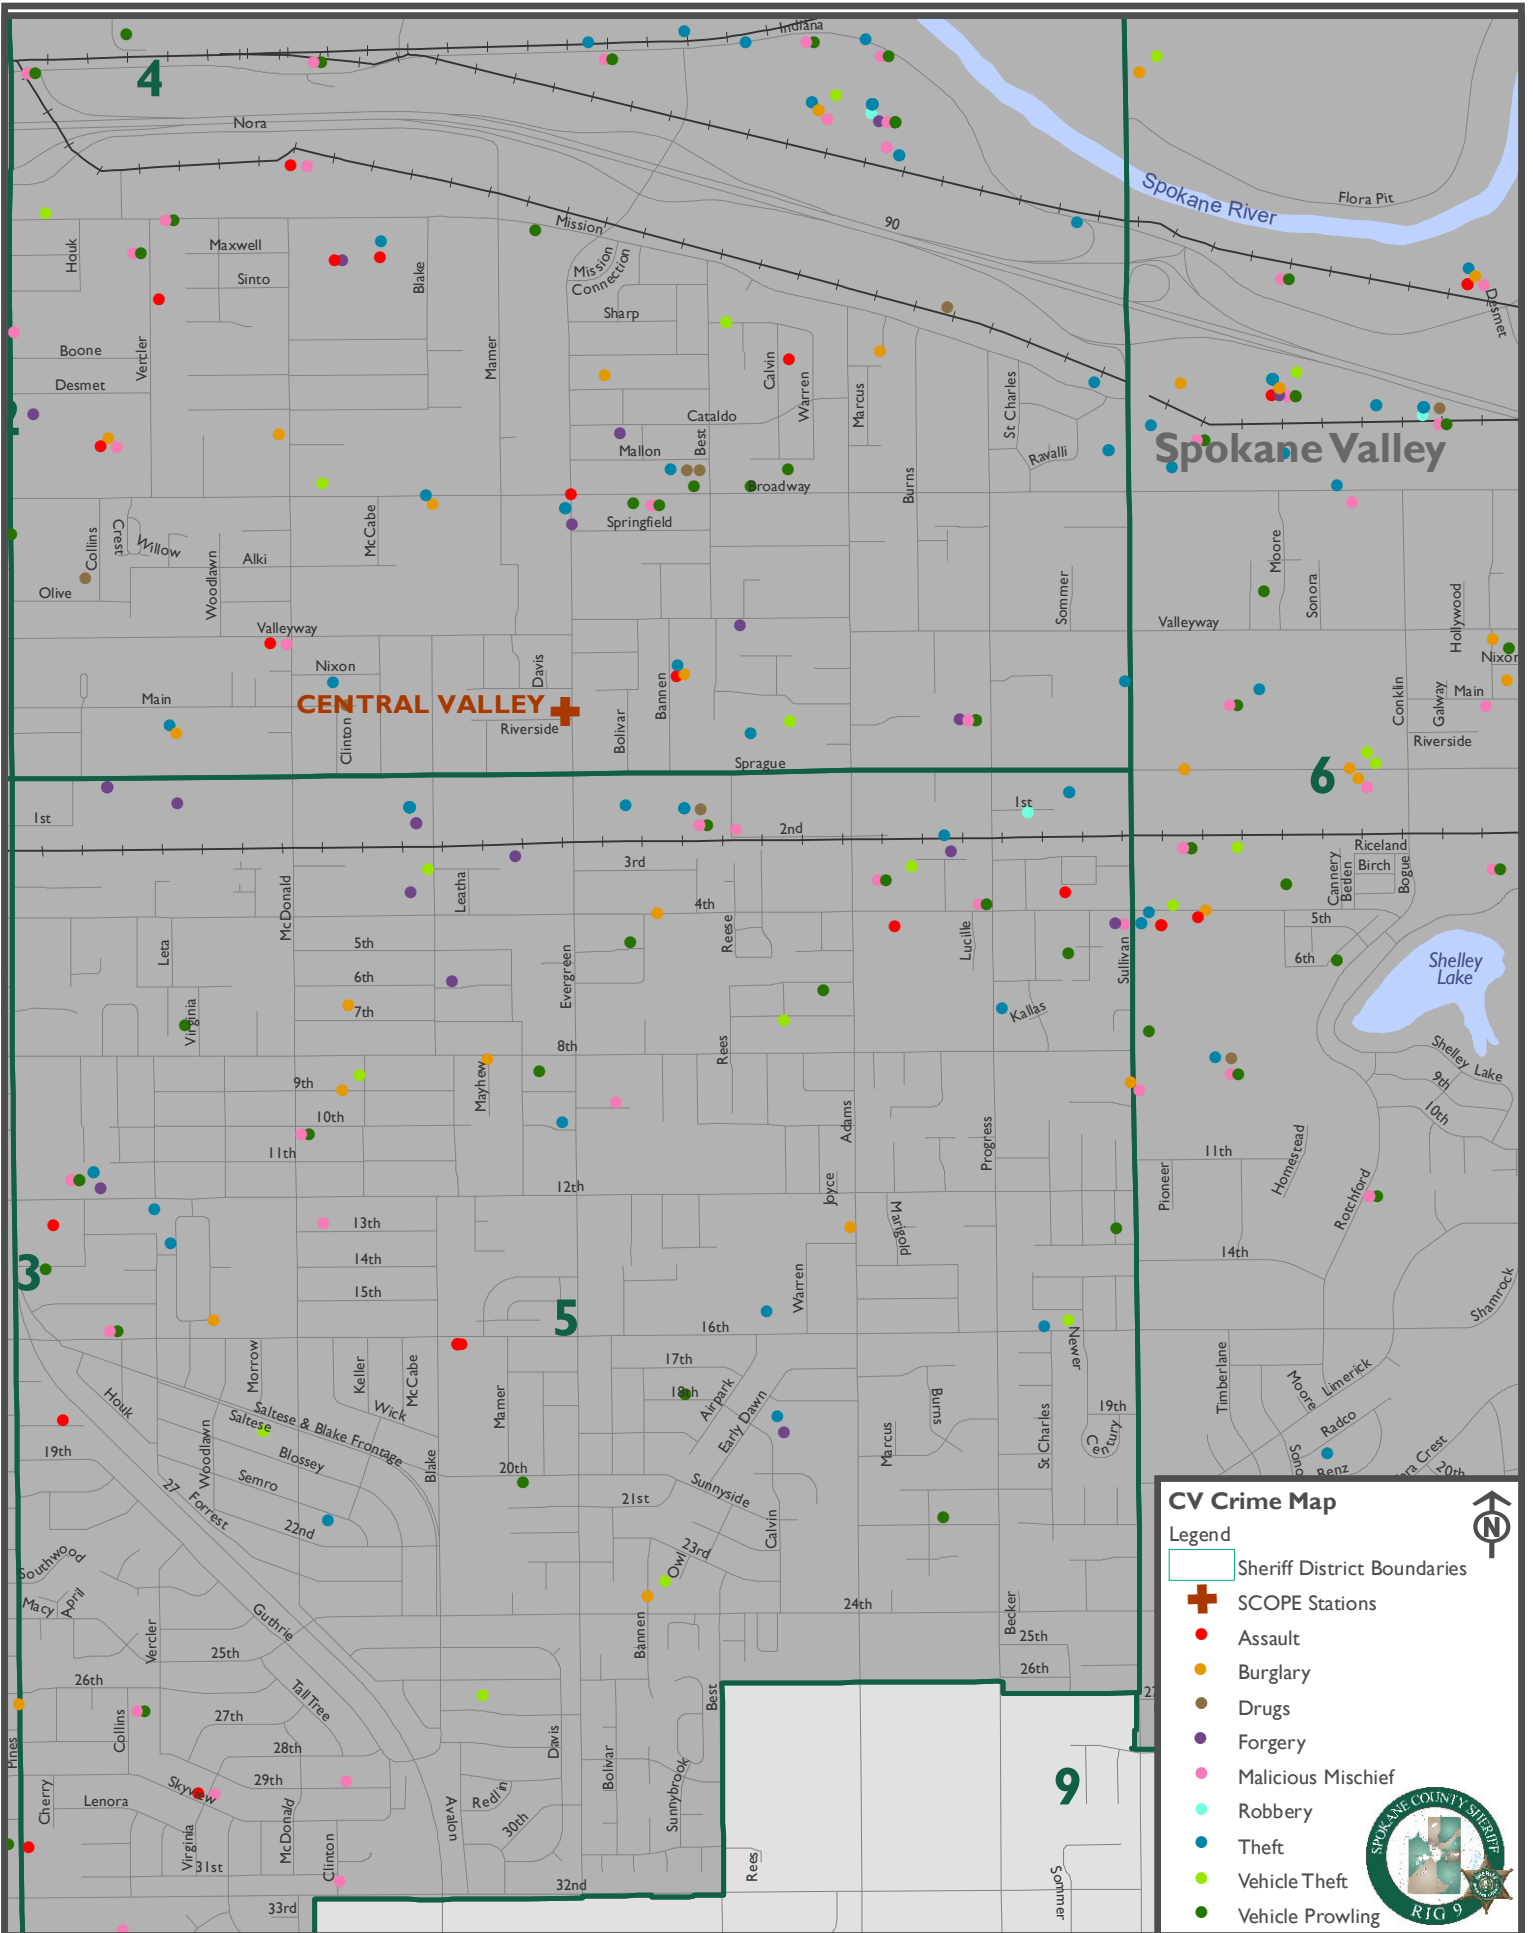 Indiana
4
Nora
Spokane River
Flora Pit
Mission
90
Houk
Maxwell
Blake
Mission
Connection
Sinto
Desmet
Sharp
Vercler
Mamer
Boone
Calvin
Warren
Marcus
St Charles
Desmet
Cataldo
Best
Mallon
Ravalli
Spokane Valley
Burns
Broadway
Springfield
Collins
Crest
Willow
McCabe
Moore
Alki
Woodlawn
Olive
Sommer
Sonora
Hollywood
Valleyway
Valleyway
Nixon
Davis
Nixon
Bannen
Main
CENTRAL VALLEY
Main
Conklin
Galway
Clinton
Riverside
Bolivar
Riverside
Sprague
6
1st
1st
2nd
3rd
Riceland
Birch
Cannery
Betlen
Bogue
McDonald
Leatha
4th
5th
Reese
5th
Leta
Lucille
Sullivan
6th
6th
Shelley
Lake
Evergreen
7th
Virginia
Kallas
8th
Rees
Shelley Lake
9th
Mayhew
9th
10th
10th
Adams
Progress
11th
11th
Homestead
12th
Joyce
Pioneer
Rotchford
13th
Marigold
14th
14th
3
15th
Warren
Shamrock
5
16th
Newer
17th
Morrow
Keller
McCabe
Timberlane
Limerick
Moore
18th
Airpark
Houk
Wick
Mamer
Early Dawn
Burns
19th
Century
Saltese & Blake Frontage
Saltese
Radco
Marcus
St Charles
19th
Woodlawn
Blossey
Blake
20th
Benz
20th
Semro
Sunnyside
27
Forrest
21st
22nd
Calvin
23rd
Owl
Southwood
April
Macy
24th
Guthrie
Vercler
Bannen
Becker
25th
25th
26th
26th
Tall Tree
Best
27th
Collins
Pines
28th
Davis
Bolivar
9
29th
Skyview
Cherry
Lenora
Redlin
Sunnybrook
Avalon
30th
Virginia
McDonald
31st
Clinton
Rees
Sommer
32nd
33rd
CV Crime Map
Legend
N
Sheriff District Boundaries
SCOPE Stations
Assault
Burglary
Drugs
Forgery
Malicious Mischief
Robbery
Theft
Vehicle Theft
Vehicle Prowling
SPOKANE COUNTY SHERIFF
RIG 9